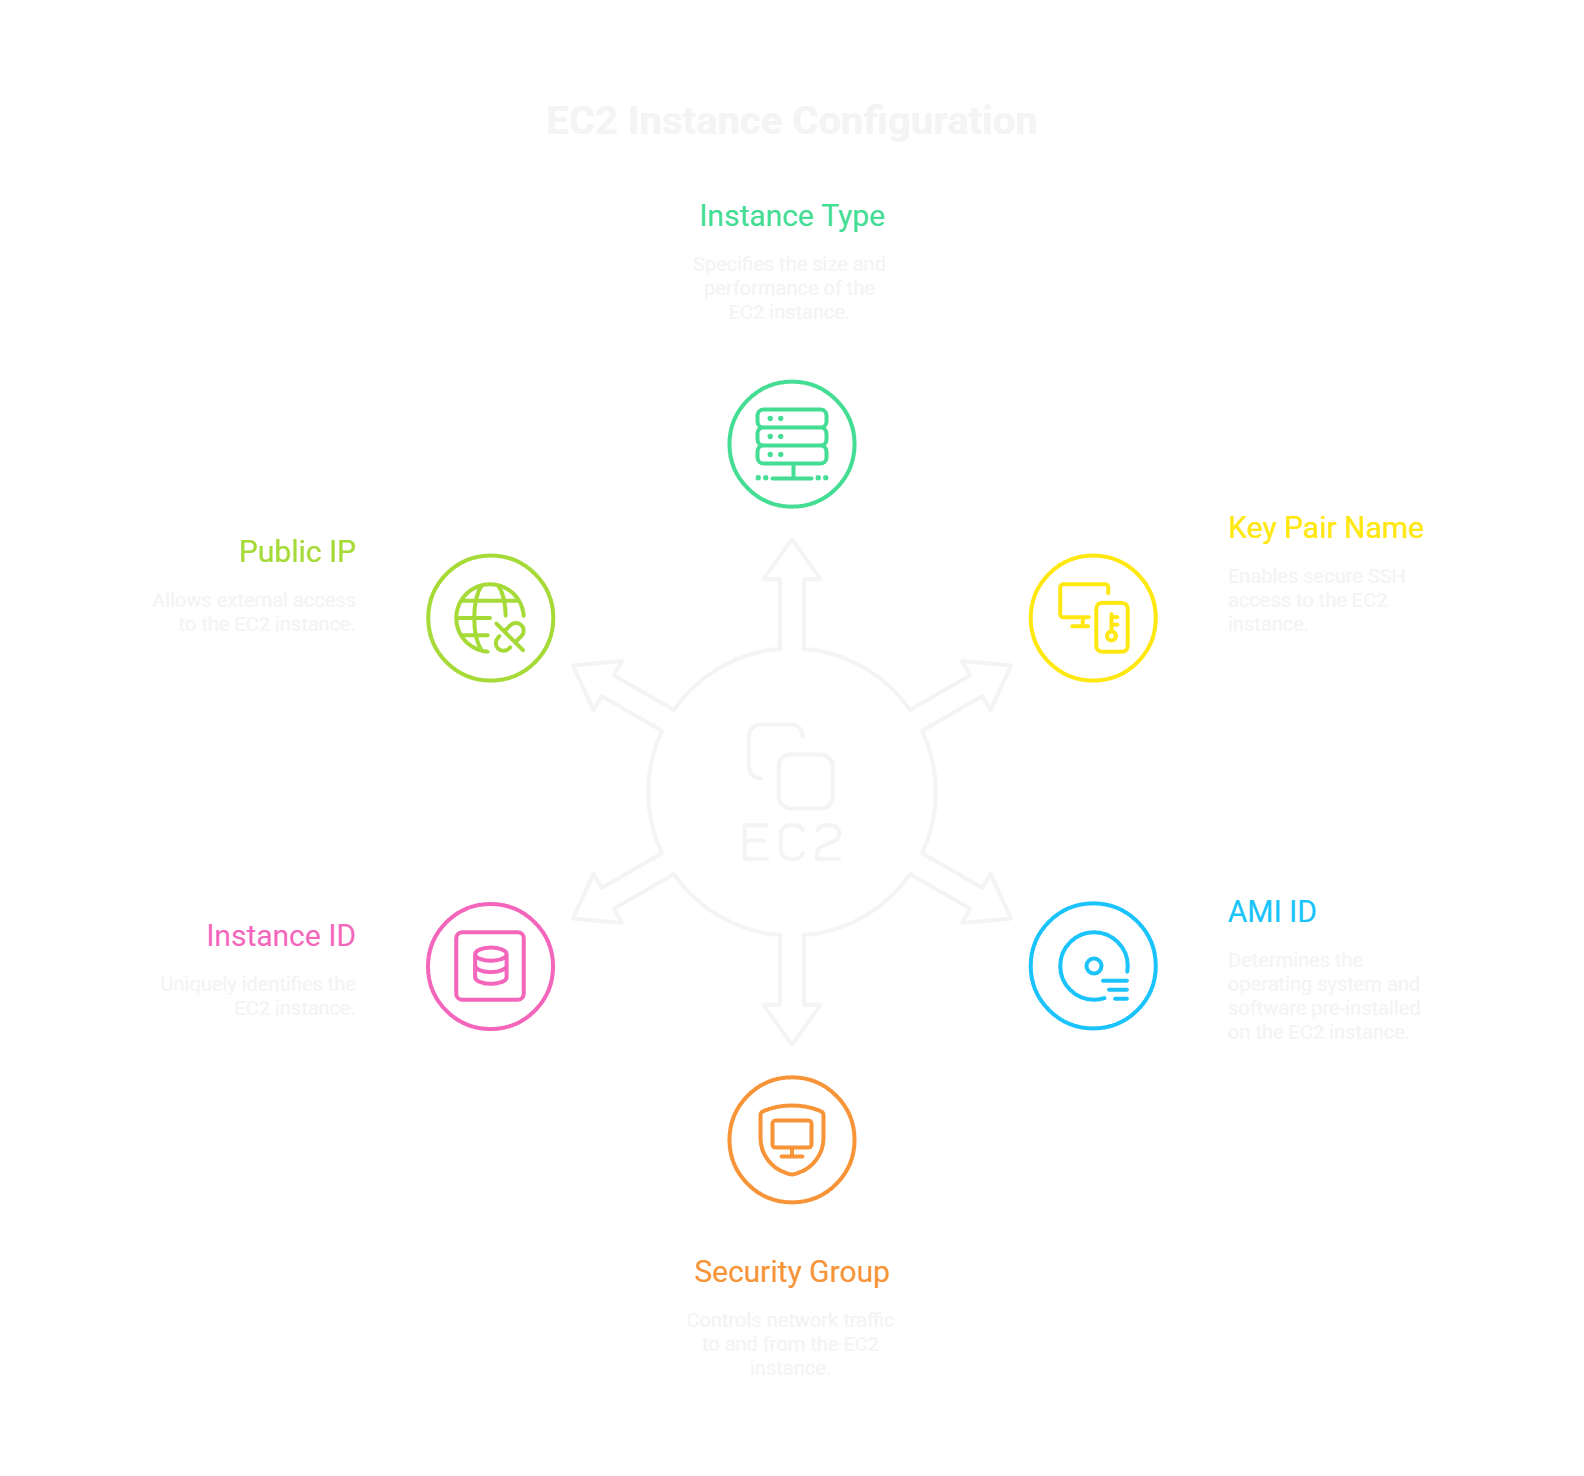 EC2 Instance Configuration
Instance Type
Specifies the size and
performance of the
EC2 instance.
Public IP
Allows external access
to the EC2 instance.
Key Pair Name
Enables secure SSH
access to the EC2
instance.
EC2
Instance ID
Uniquely identifies the
EC2 instance.
AMI ID
Determines the
operating system and
software pre-installed
on the EC2 instance.
Security Group
Controls network traffic
to and from the EC2
instance.